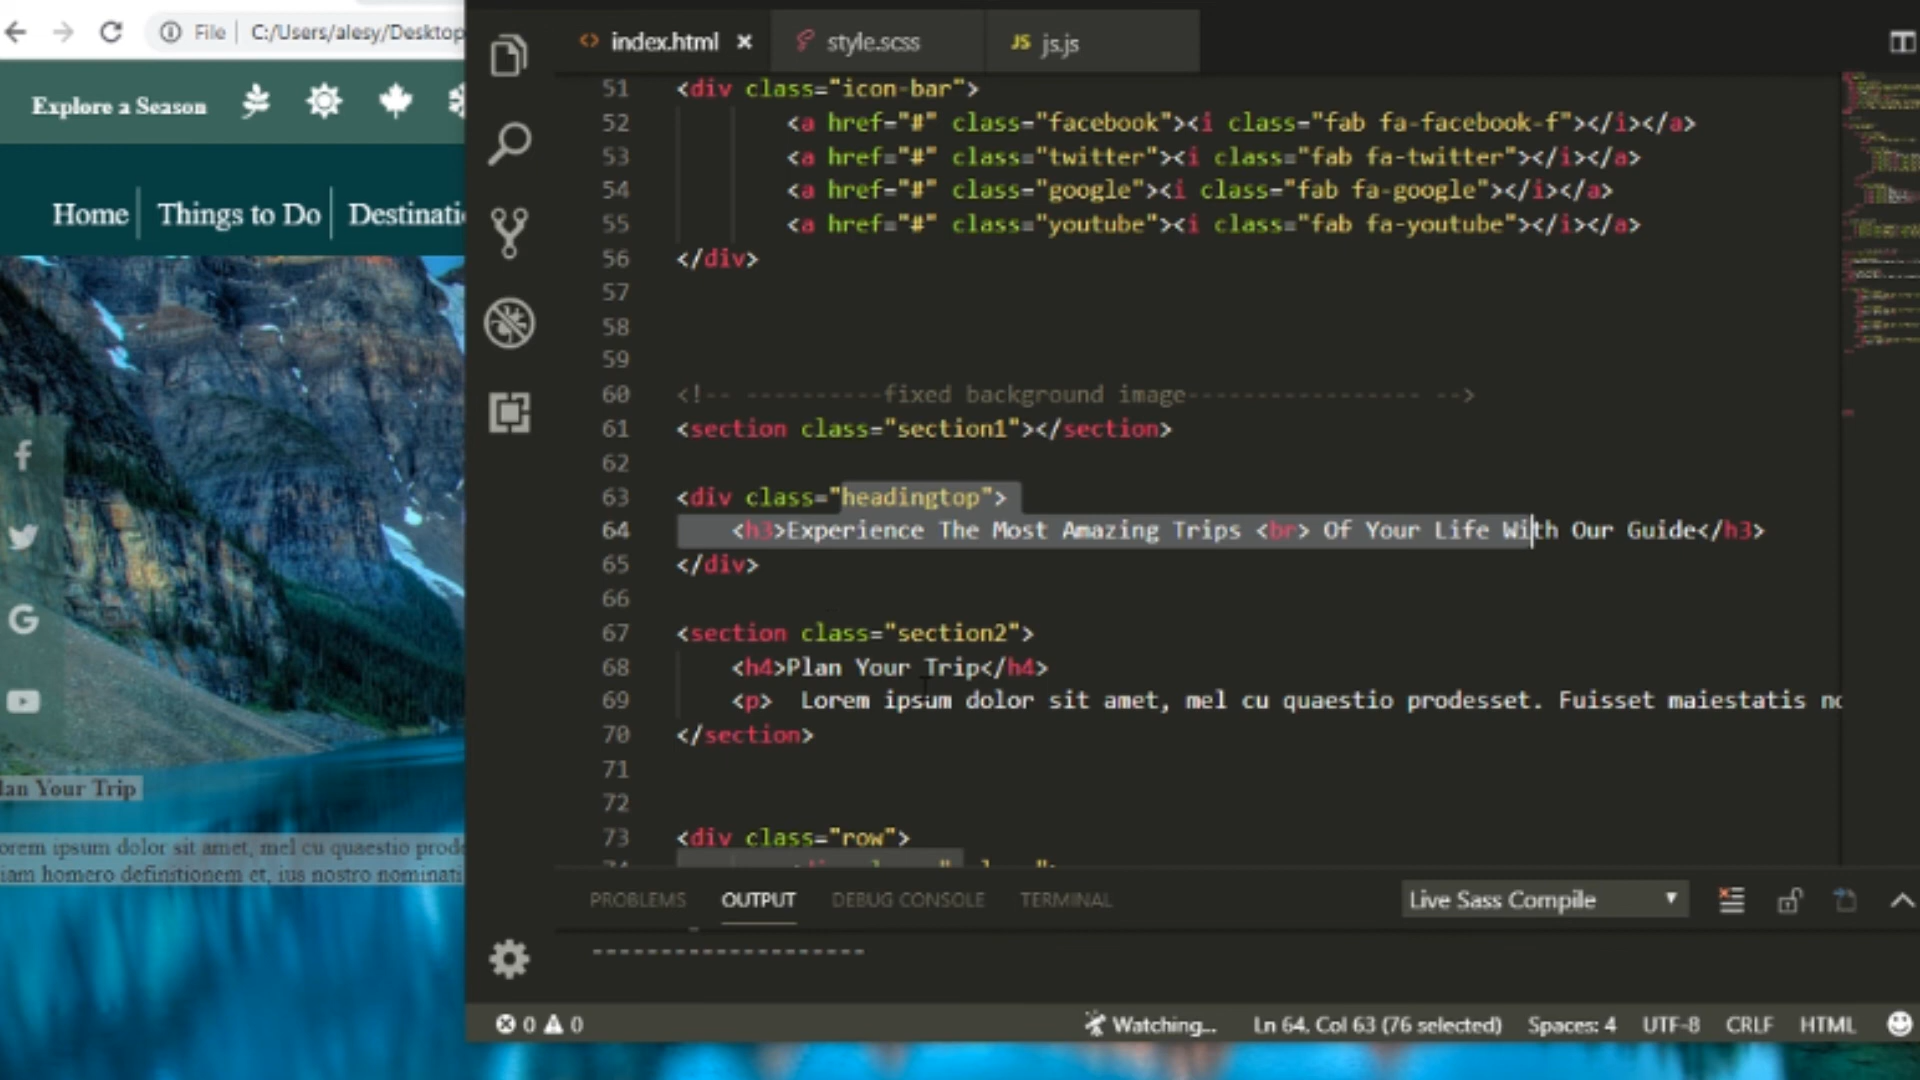 File
C:/Users/alesy/Desktop
Explore a Season
Home
Things to Do
Destinati
lan Your Trip
orem ipsum dolor sit amet, mel cu quaestio prode
iam homero definitionem et, ius nostro nominati
index.html
style.scss
JS js.js
51 <div class="icon-bar">
52 <a href="#" class="facebook"><i class="fab fa-facebook-f"></i></a>
53 <a href="#" class="twitter"><i class="fab fa-twitter"></i></a>
54 <a href="#" class="google"><i class="fab fa-google"></i></a>
55 <a href="#" class="youtube"><i class="fab fa-youtube"></i></a>
56 </div>
57
58
59
60 <!-- ----------fixed background image----------------- -->
61 <section class="section1"></section>
62
63 <div class="headingtop">
64 <h3>Experience The Most Amazing Trips <br> Of Your Life With Our Guide</h3>
65 </div>
66
67 <section class="section2">
68 <h4>Plan Your Trip</h4>
69 <p> Lorem ipsum dolor sit amet, mel cu quaestio prodesset. Fuisset maiestatis no
70 </section>
71
72
73 <div class="row">
PROBLEMS OUTPUT DEBUG CONSOLE TERMINAL
Live Sass Compile
--------------------
0 0
Watching...
Ln 64, Col 63 (76 selected)
Spaces: 4
UTF-8
CRLF
HTML